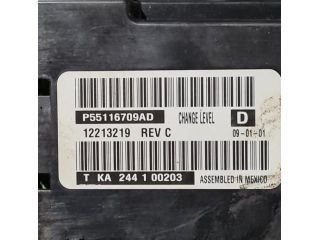 P55116709AD CHANGE LEVEL D
12213219 REV C 09-01-01
T KA 244 1 00203 ASSEMBLED IN MEXICO